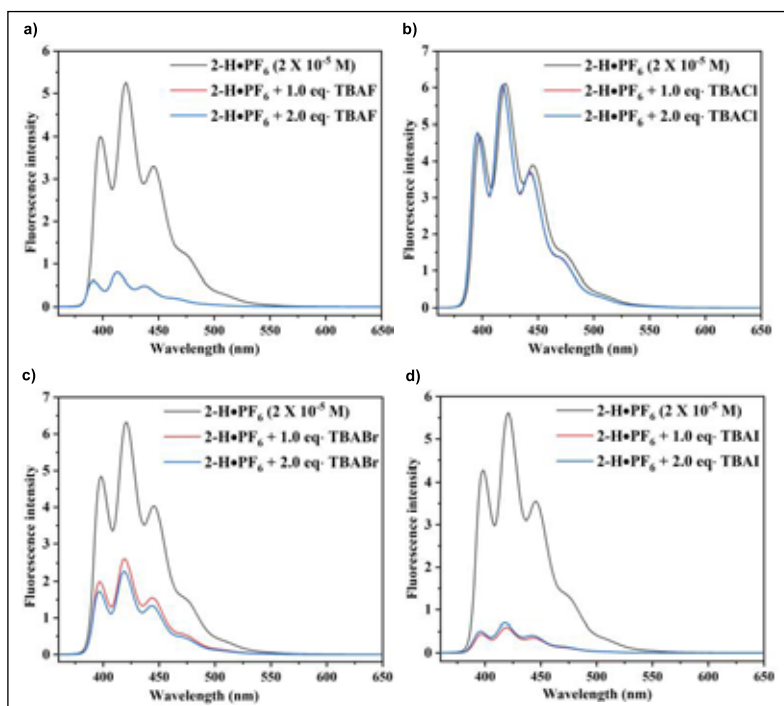 a)
2-H•PF₆ (2 X 10⁻⁵ M)
2-H•PF₆ + 1.0 eq· TBAF
2-H•PF₆ + 2.0 eq· TBAF
Fluorescence intensity
6
5
4
3
2
1
0
400 450 500 550 600 650
Wavelength (nm)
b)
2-H•PF₆ (2 X 10⁻⁵ M)
2-H•PF₆ + 1.0 eq· TBACl
2-H•PF₆ + 2.0 eq· TBACl
Fluorescence intensity
7
6
5
4
3
2
1
0
400 450 500 550 600 650
Wavelength (nm)
c)
2-H•PF₆ (2 X 10⁻⁵ M)
2-H•PF₆ + 1.0 eq· TBABr
2-H•PF₆ + 2.0 eq· TBABr
Fluorescence intensity
7
6
5
4
3
2
1
0
400 450 500 550 600 650
Wavelength (nm)
d)
2-H•PF₆ (2 X 10⁻⁵ M)
2-H•PF₆ + 1.0 eq· TBAI
2-H•PF₆ + 2.0 eq· TBAI
Fluorescence intensity
6
5
4
3
2
1
0
400 450 500 550 600 650
Wavelength (nm)